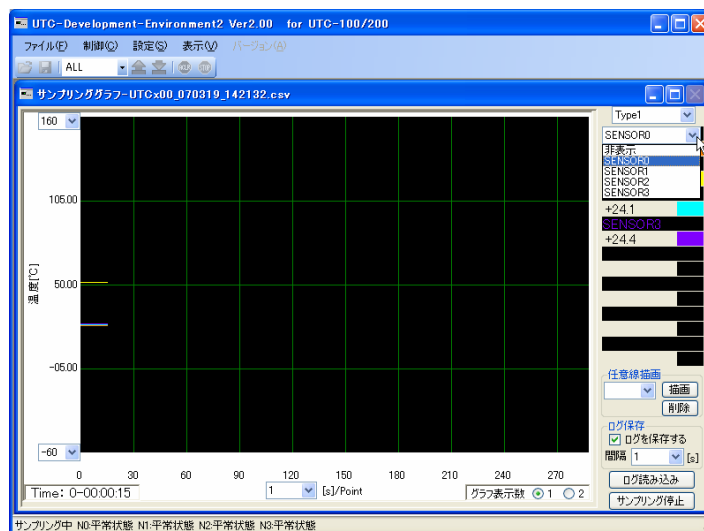 UTC-Development-Environment2 Ver2.00 for UTC-100/200
ファイル(F) 制御(C) 設定(S) 表示(V) バージョン(A)
ALL
サンプリンググラフ-UTCx00_070319_142132.csv
Type1
160
SENSOR0
非表示
SENSOR0
SENSOR1
SENSOR2
SENSOR3
105.00
+24.1
SENSOR3
+24.4
50.00
温度[℃]
-05.00
任意線描画
描画
削除
ログ保存
ログを保存する
-60
間隔 1 [s]
0 30 60 90 120 150 180 210 240 270
ログ読み込み
Time: 0-00:00:15
1 [s]/Point
グラフ表示数 1 2
サンプリング停止
サンプリング中 N0:平常状態 N1:平常状態 N2:平常状態 N3:平常状態